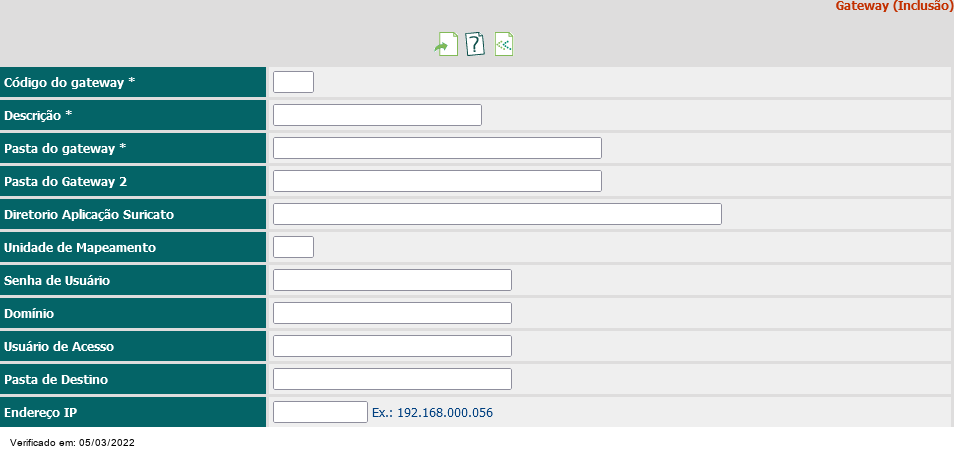 Gateway (Inclusão)
Código do gateway *
Descrição *
Pasta do gateway *
Pasta do Gateway 2
Diretorio Aplicação Suricato
Unidade de Mapeamento
Senha de Usuário
Domínio
Usuário de Acesso
Pasta de Destino
Endereço IP Ex.: 192.168.000.056
Verificado em: 05/03/2022